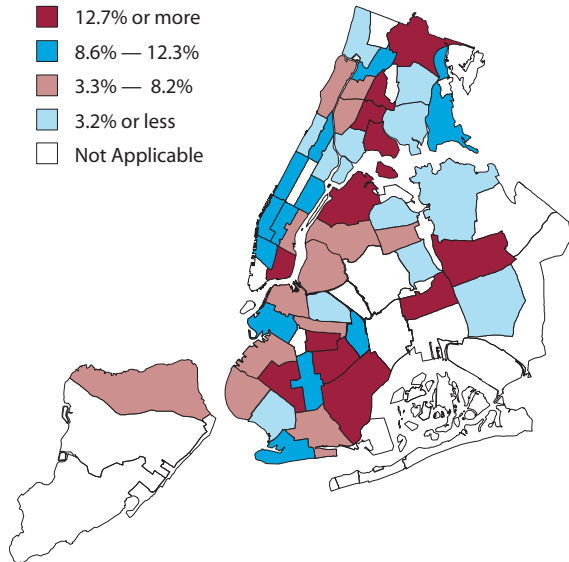 12.7% or more
8.6% — 12.3%
3.3% — 8.2%
3.2% or less
Not Applicable